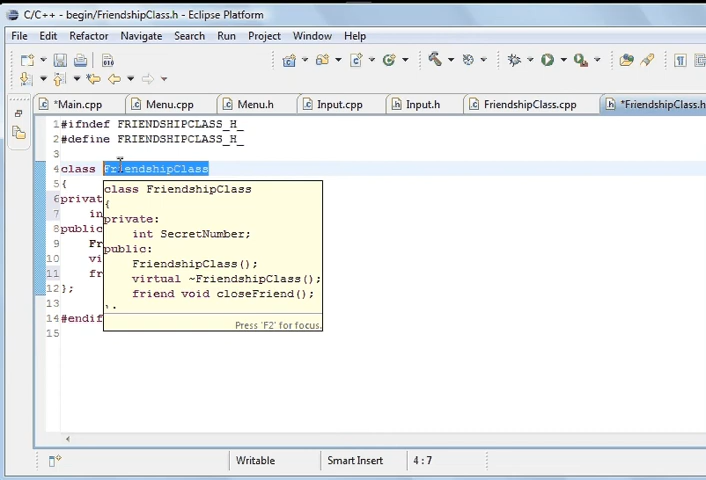 C/C++ - begin/FriendshipClass.h - Eclipse Platform
File Edit Refactor Navigate Search Run Project Window Help
*Main.cpp Menu.cpp Menu.h Input.cpp Input.h FriendshipClass.cpp *FriendshipClass.h
1 #ifndef FRIENDSHIPCLASS_H_
2 #define FRIENDSHIPCLASS_H_
3
4 class FriendshipClass
5 {
6 privat
7 in
8 public
9 Fr
10 vi
11 fr
12 };
13
14 #endif
15
class FriendshipClass
{
private:
int SecretNumber;
public:
FriendshipClass();
virtual ~FriendshipClass();
friend void closeFriend();
};
Press 'F2' for focus.
Writable Smart Insert 4 : 7